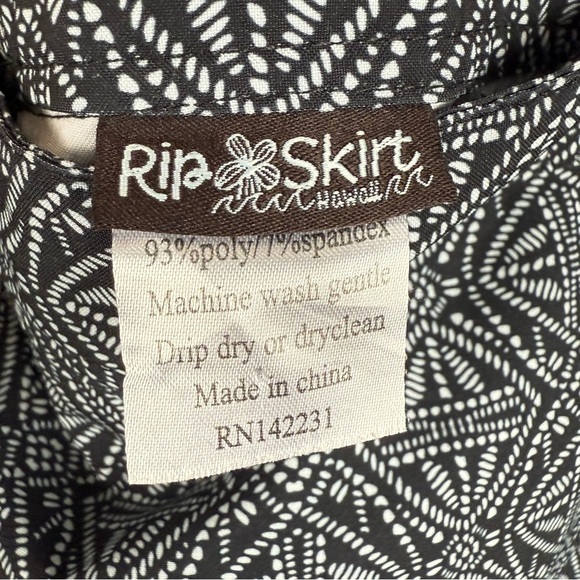 Rip Skirt
Hawaii
93%poly/7%spandex
Machine wash gentle
Drip dry or dryclean
Made in china
RN142231